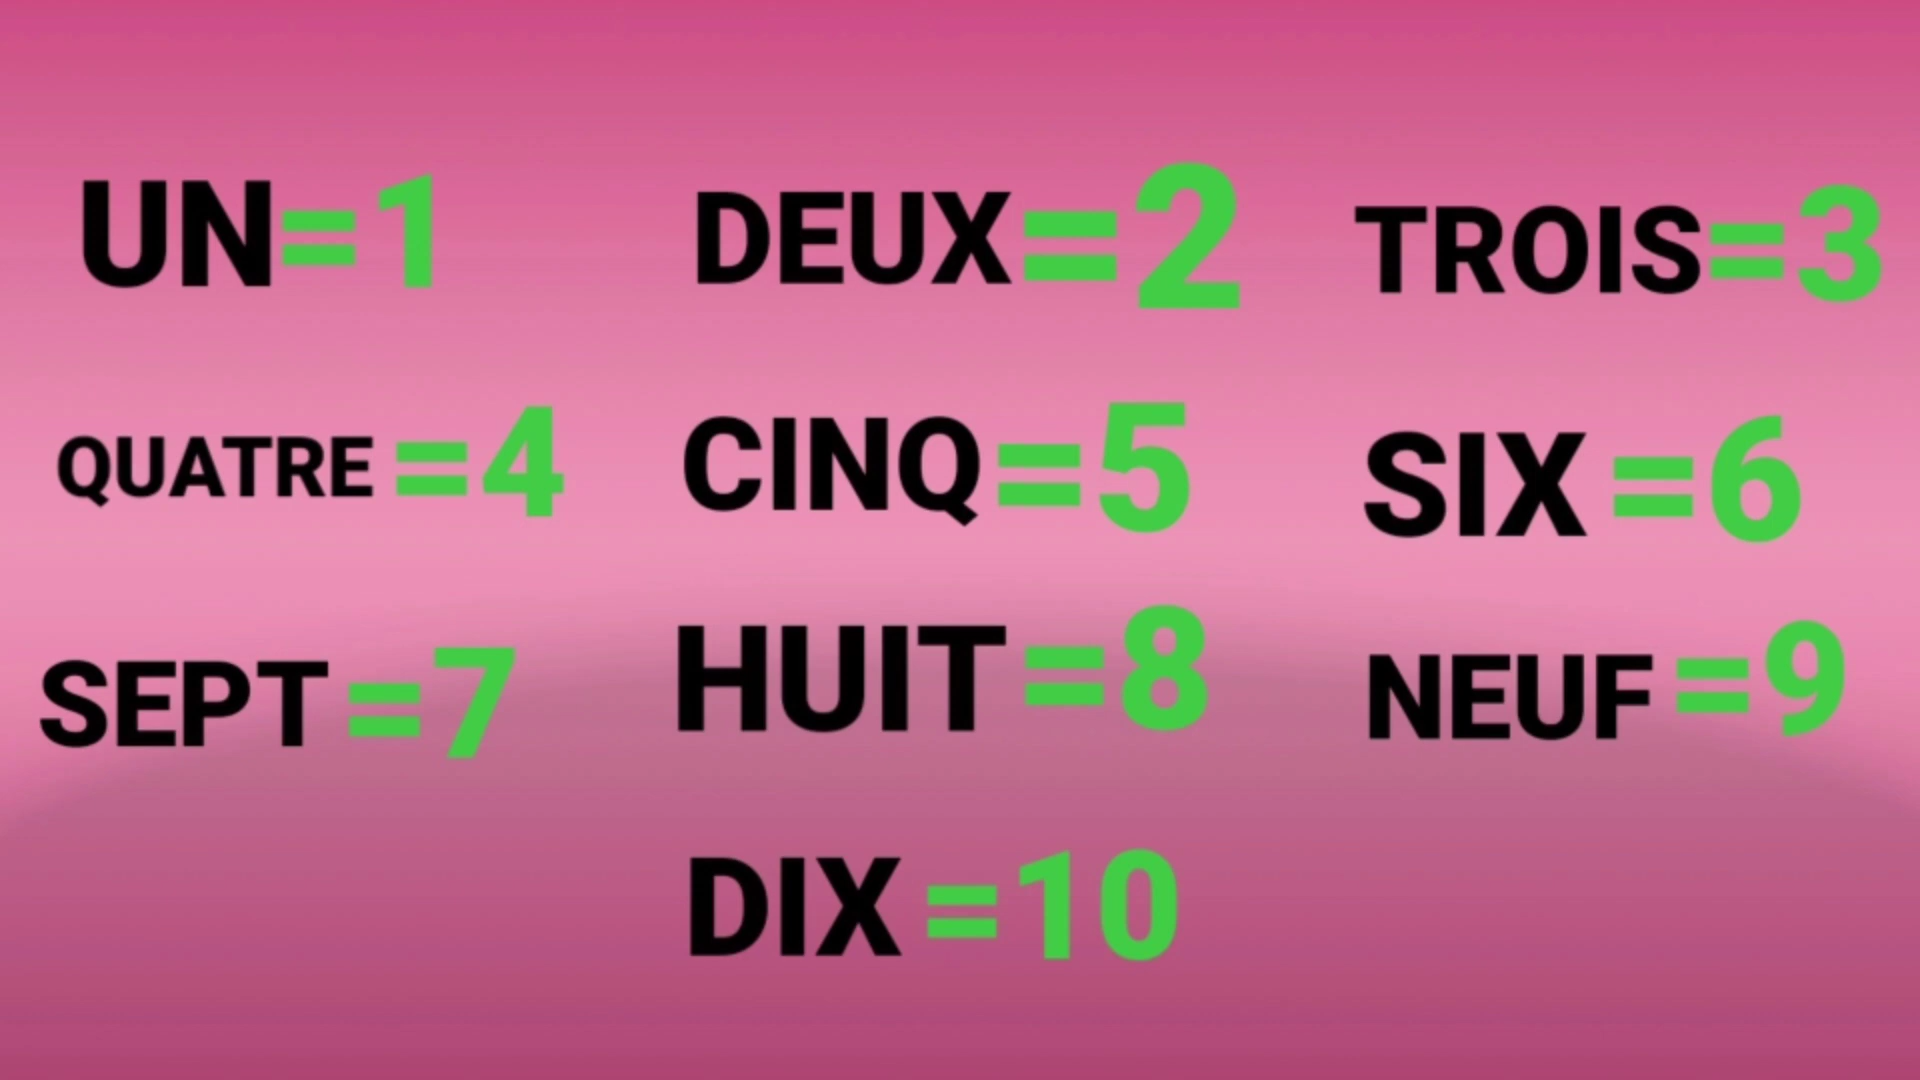 UN=1 DEUX=2 TROIS=3
QUATRE =4 CINQ=5 SIX =6
SEPT =7 HUIT=8 NEUF =9
DIX =10